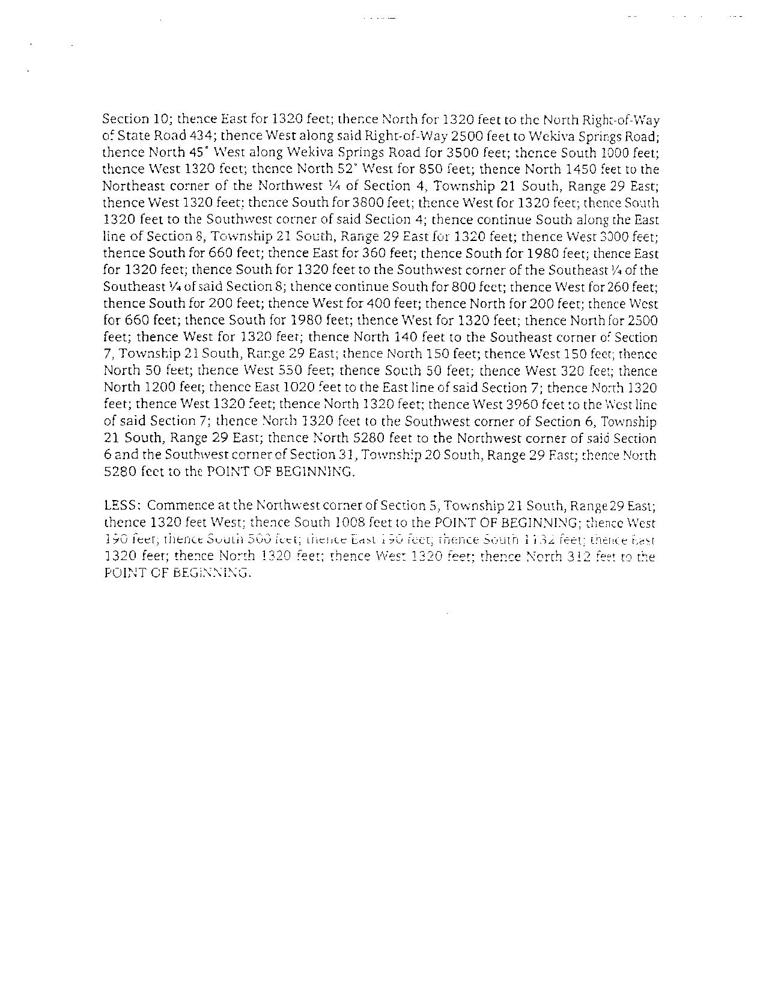 Section 10; thence East for 1320 feet; thence North for 1320 feet to the North Right-of-Way
of State Road 434; thence West along said Right-of-Way 2500 feet to Wekiva Springs Road;
thence North 45° West along Wekiva Springs Road for 3500 feet; thence South 1000 feet;
thence West 1320 feet; thence North 52° West for 850 feet; thence North 1450 feet to the
Northeast corner of the Northwest ¼ of Section 4, Township 21 South, Range 29 East;
thence West 1320 feet; thence South for 3800 feet; thence West for 1320 feet; thence South
1320 feet to the Southwest corner of said Section 4; thence continue South along the East
line of Section 8, Township 21 South, Range 29 East for 1320 feet; thence West 3300 feet;
thence South for 660 feet; thence East for 360 feet; thence South for 1980 feet; thence East
for 1320 feet; thence South for 1320 feet to the Southwest corner of the Southeast ¼ of the
Southeast ¼ of said Section 8; thence continue South for 800 feet; thence West for 260 feet;
thence South for 200 feet; thence West for 400 feet; thence North for 200 feet; thence West
for 660 feet; thence South for 1980 feet; thence West for 1320 feet; thence North for 2500
feet; thence West for 1320 feet; thence North 140 feet to the Southeast corner of Section
7, Township 21 South, Range 29 East; thence North 150 feet; thence West 150 feet; thence
North 50 feet; thence West 550 feet; thence South 50 feet; thence West 320 feet; thence
North 1200 feet; thence East 1020 feet to the East line of said Section 7; thence North 1320
feet; thence West 1320 feet; thence North 1320 feet; thence West 3960 feet to the West line
of said Section 7; thence North 1320 feet to the Southwest corner of Section 6, Township
21 South, Range 29 East; thence North 5280 feet to the Northwest corner of said Section
6 and the Southwest corner of Section 31, Township 20 South, Range 29 East; thence North
5280 feet to the POINT OF BEGINNING.
LESS: Commence at the Northwest corner of Section 5, Township 21 South, Range 29 East;
thence 1320 feet West; thence South 1008 feet to the POINT OF BEGINNING; thence West
190 feet; thence South 500 feet; thence East 190 feet; thence South 1132 feet; thence East
1320 feet; thence North 1320 feet; thence West 1320 feet; thence North 312 feet to the
POINT OF BEGINNING.